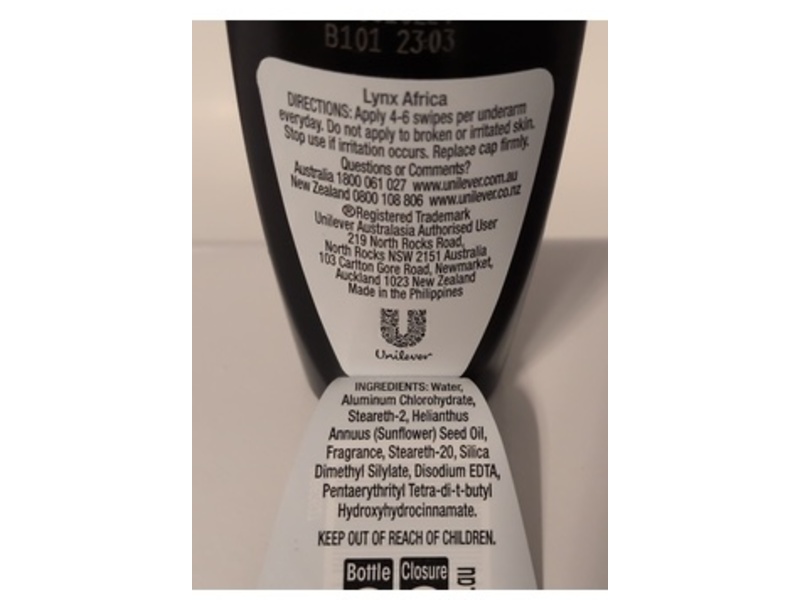 B101 23:03
Lynx Africa
DIRECTIONS: Apply 4-6 swipes per underarm
everyday. Do not apply to broken or irritated skin.
Stop use if irritation occurs. Replace cap firmly.
Questions or Comments?
Australia 1800 061 027 www.unilever.com.au
New Zealand 0800 108 806 www.unilever.co.nz
®Registered Trademark
Unilever Australasia Authorised User
219 North Rocks Road,
North Rocks NSW 2151 Australia
103 Carlton Gore Road, Newmarket,
Auckland 1023 New Zealand
Made in the Philippines
Unilever
INGREDIENTS: Water,
Aluminum Chlorohydrate,
Steareth-2, Helianthus
Annuus (Sunflower) Seed Oil,
Fragrance, Steareth-20, Silica
Dimethyl Silylate, Disodium EDTA,
Pentaerythrityl Tetra-di-t-butyl
Hydroxyhydrocinnamate.
KEEP OUT OF REACH OF CHILDREN.
Bottle Closure